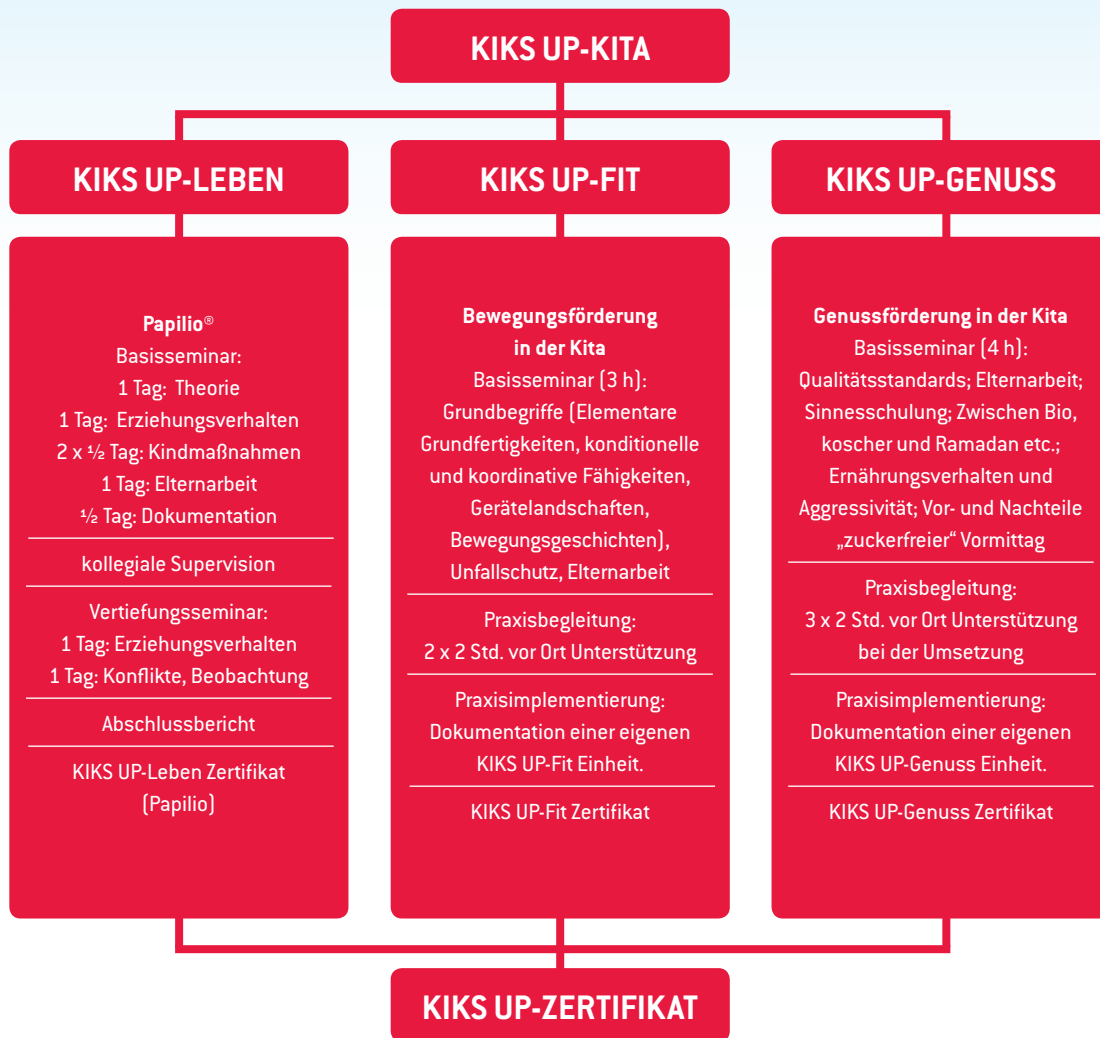 KIKS UP-KITA
KIKS UP-LEBEN
KIKS UP-FIT
KIKS UP-GENUSS
Papilio®
Basisseminar:
1 Tag: Theorie
1 Tag: Erziehungsverhalten
2 x ½ Tag: Kindmaßnahmen
1 Tag: Elternarbeit
½ Tag: Dokumentation
kollegiale Supervision
Vertiefungsseminar:
1 Tag: Erziehungsverhalten
1 Tag: Konflikte, Beobachtung
Abschlussbericht
KIKS UP-Leben Zertifikat
(Papilio)
Bewegungsförderung
in der Kita
Basisseminar (3 h):
Grundbegriffe (Elementare
Grundfertigkeiten, konditionelle
und koordinative Fähigkeiten,
Gerätelandschaften,
Bewegungsgeschichten),
Unfallschutz, Elternarbeit
Praxisbegleitung:
2 x 2 Std. vor Ort Unterstützung
Praxisimplementierung:
Dokumentation einer eigenen
KIKS UP-Fit Einheit.
KIKS UP-Fit Zertifikat
Genussförderung in der Kita
Basisseminar (4 h):
Qualitätsstandards; Elternarbeit;
Sinnesschulung; Zwischen Bio,
koscher und Ramadan etc.;
Ernährungsverhalten und
Aggressivität; Vor- und Nachteile
„zuckerfreier“ Vormittag
Praxisbegleitung:
3 x 2 Std. vor Ort Unterstützung
bei der Umsetzung
Praxisimplementierung:
Dokumentation einer eigenen
KIKS UP-Genuss Einheit.
KIKS UP-Genuss Zertifikat
KIKS UP-ZERTIFIKAT